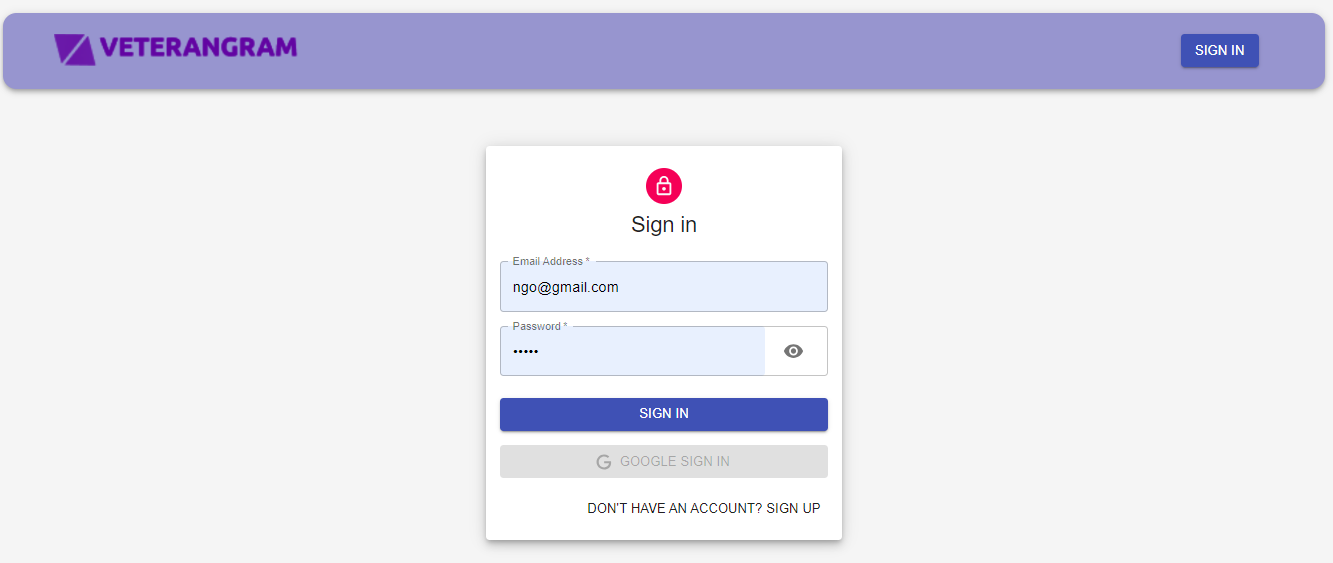 VETERANGRAM
SIGN IN
Sign in
Email Address *
ngo@gmail.com
Password *
•••••
SIGN IN
G GOOGLE SIGN IN
DON'T HAVE AN ACCOUNT? SIGN UP